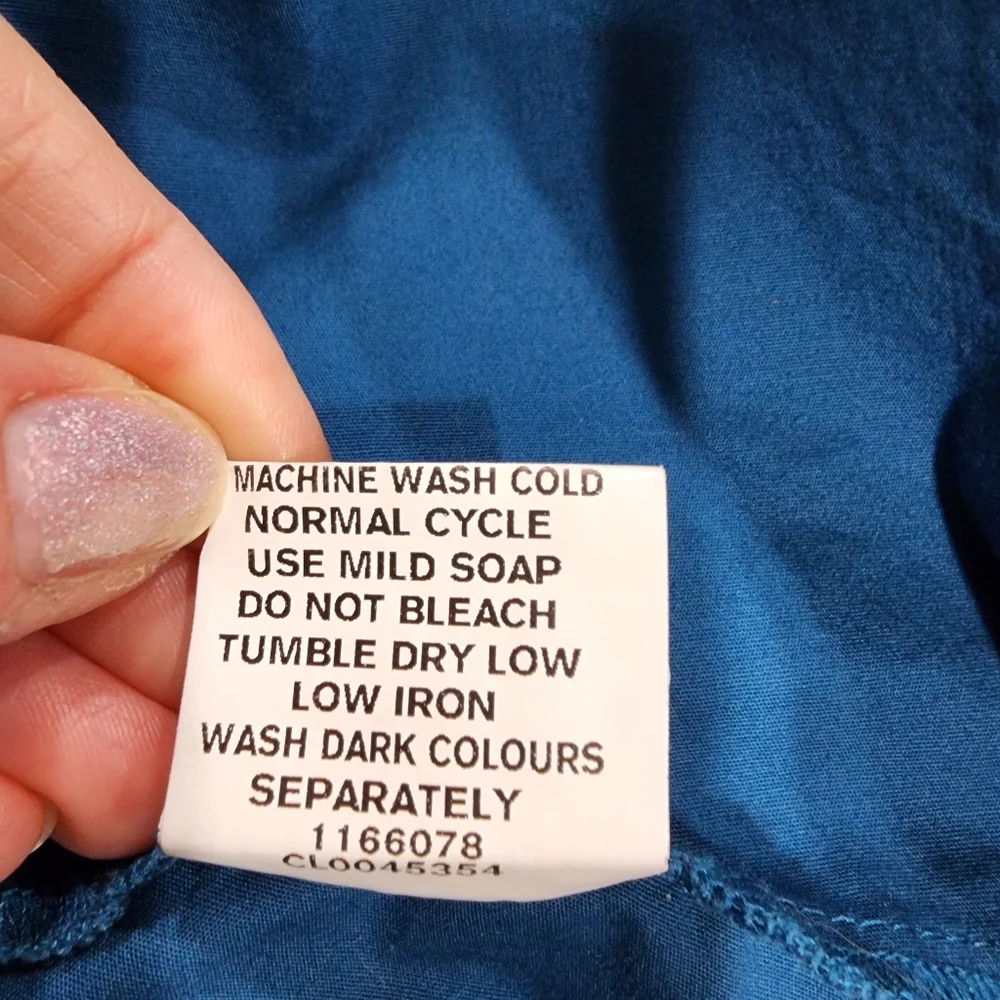 MACHINE WASH COLD
NORMAL CYCLE
USE MILD SOAP
DO NOT BLEACH
TUMBLE DRY LOW
LOW IRON
WASH DARK COLOURS
SEPARATELY
1166078
CL0045354